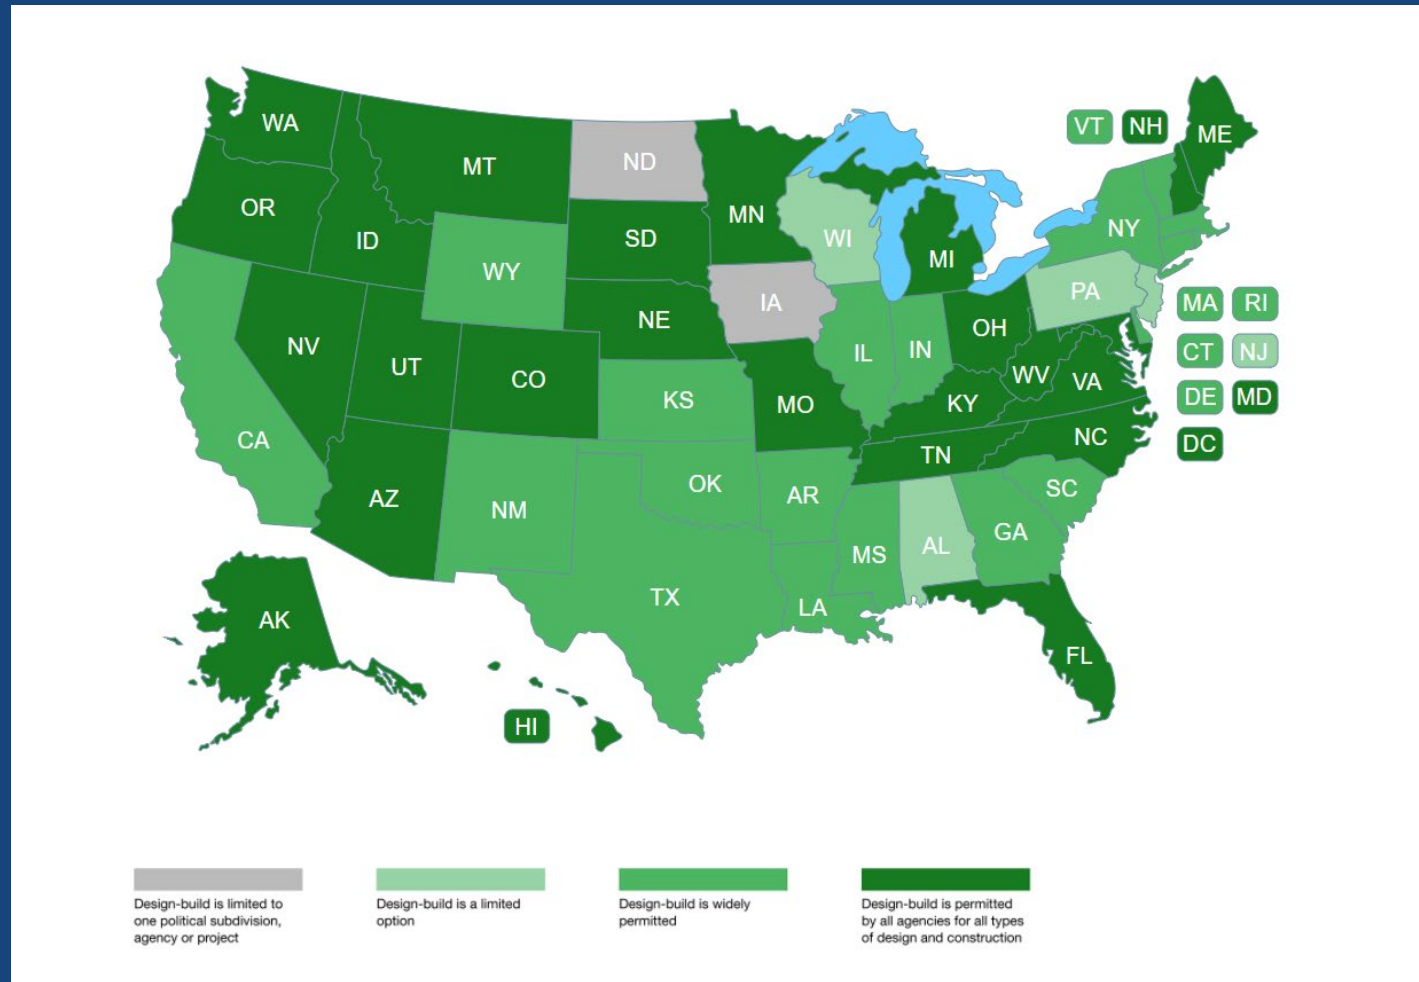 WA
VT
NH
ME
MT
ND
OR
MN
NY
ID
SD
WI
MI
WY
PA
NE
IA
MA
RI
OH
NV
IL
IN
CT
NJ
UT
CO
WV
VA
KS
MO
KY
DE
MD
CA
NC
DC
TN
AZ
NM
OK
AR
SC
MS
AL
GA
TX
LA
AK
FL
HI
Design-build is limited to
one political subdivision,
agency or project
Design-build is a limited
option
Design-build is widely
permitted
Design-build is permitted
by all agencies for all types
of design and construction